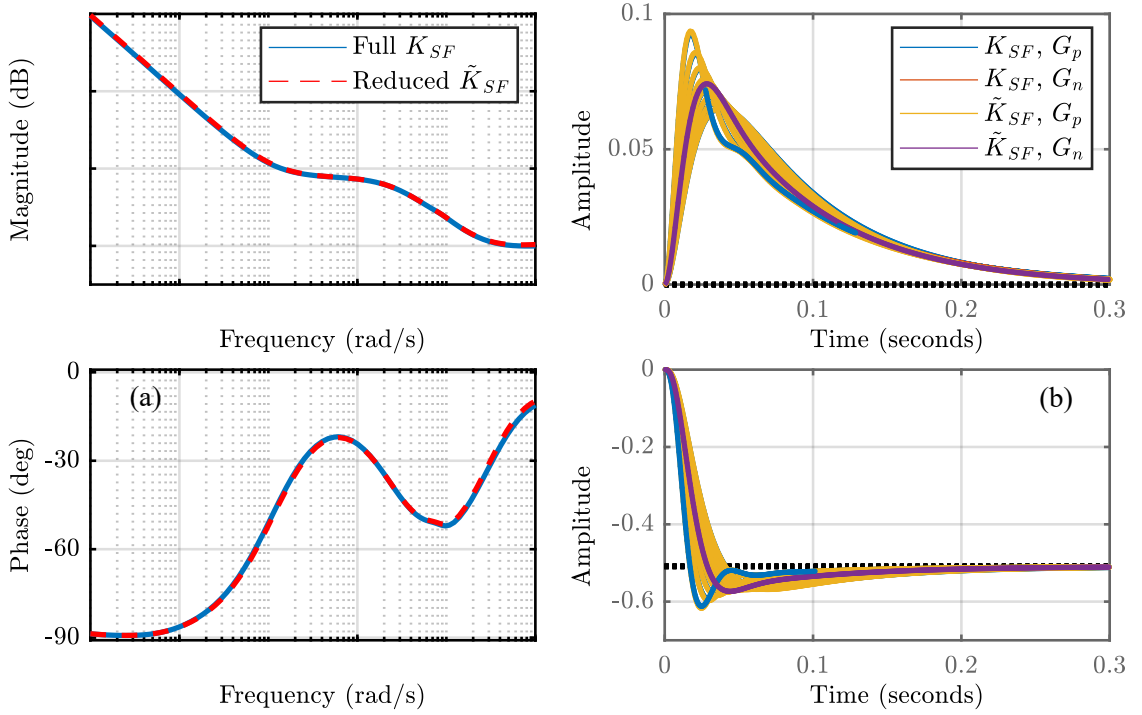 Magnitude (dB)
Full K_SF
Reduced K̃_SF
Frequency (rad/s)
0.1
0.05
0
Amplitude
K_SF, G_p
K_SF, G_n
K̃_SF, G_p
K̃_SF, G_n
0
0.1
0.2
0.3
Time (seconds)
0
-30
-60
-90
Phase (deg)
(a)
Frequency (rad/s)
0
-0.2
-0.4
-0.6
Amplitude
(b)
0
0.1
0.2
0.3
Time (seconds)